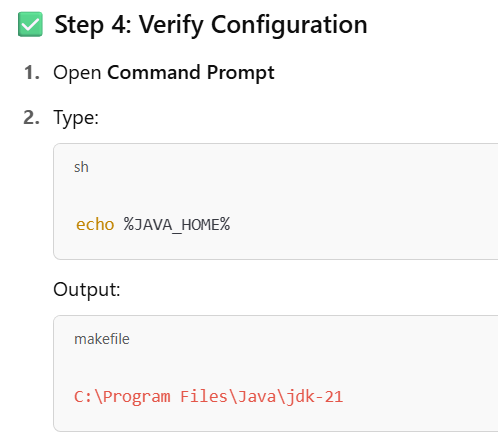 ✅ Step 4: Verify Configuration
1. Open Command Prompt
2. Type:
sh
echo %JAVA_HOME%
Output:
makefile
C:\Program Files\Java\jdk-21